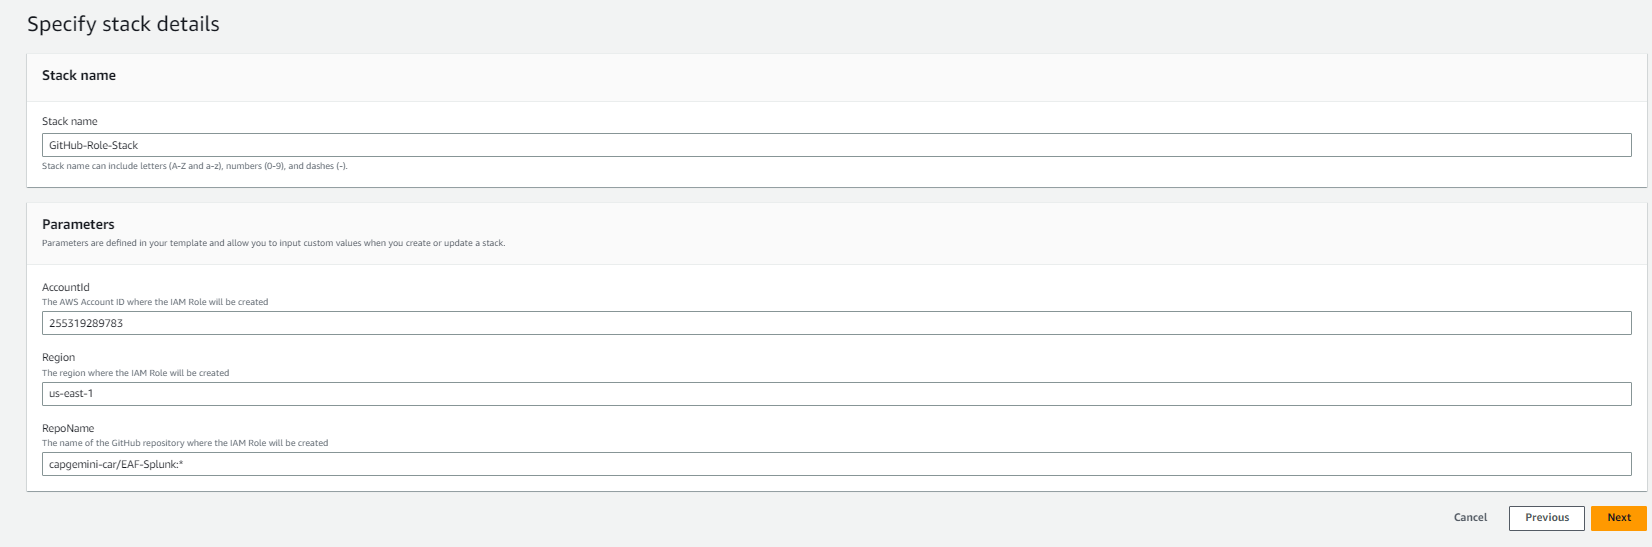 Specify stack details
Stack name
Stack name
GitHub-Role-Stack
Stack name can include letters (A-Z and a-z), numbers (0-9), and dashes (-).
Parameters
Parameters are defined in your template and allow you to input custom values when you create or update a stack.
AccountId
The AWS Account ID where the IAM Role will be created
255319289783
Region
The region where the IAM Role will be created
us-east-1
RepoName
The name of the GitHub repository where the IAM Role will be created
capgemini-car/EAF-Splunk:*
Cancel Previous Next